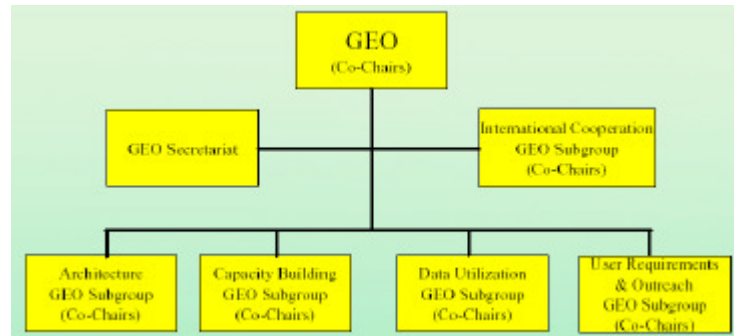 GEO
(Co-Chairs)
GEO Secretariat
International Cooperation
GEO Subgroup
(Co-Chairs)
Architecture
GEO Subgroup
(Co-Chairs)
Capacity Building
GEO Subgroup
(Co-Chairs)
Data Utilization
GEO Subgroup
(Co-Chairs)
User Requirements
& Outreach
GEO Subgroup
(Co-Chairs)